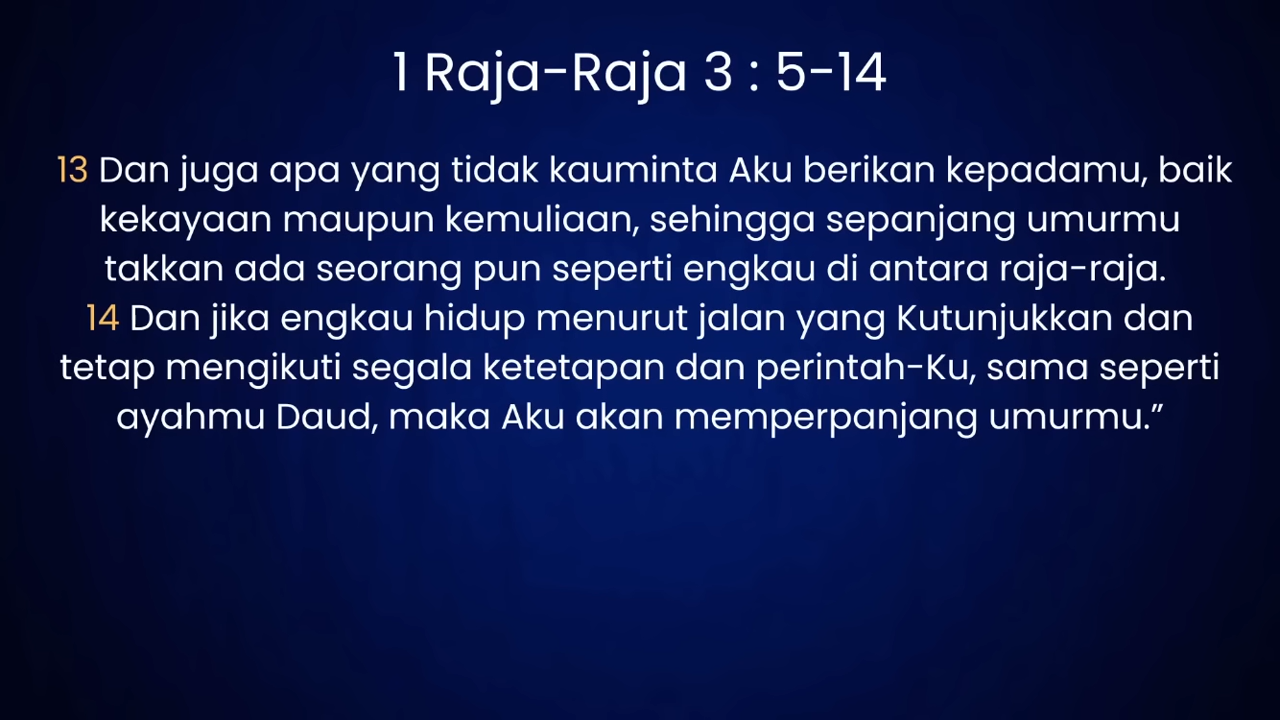 1 Raja-Raja 3 : 5-14
13 Dan juga apa yang tidak kauminta Aku berikan kepadamu, baik
kekayaan maupun kemuliaan, sehingga sepanjang umurmu
takkan ada seorang pun seperti engkau di antara raja-raja.
14 Dan jika engkau hidup menurut jalan yang Kutunjukkan dan
tetap mengikuti segala ketetapan dan perintah-Ku, sama seperti
ayahmu Daud, maka Aku akan memperpanjang umurmu.”